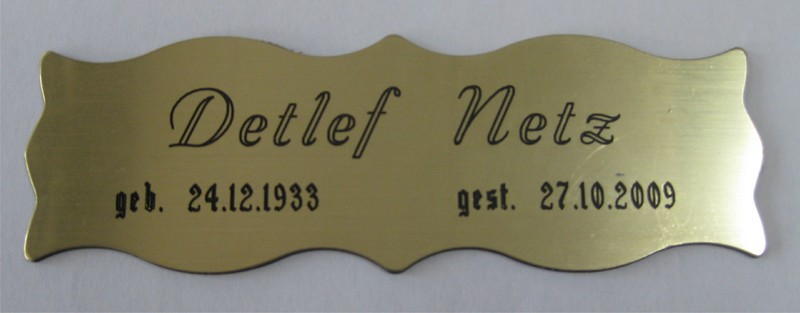 Detlef Netz
geb. 24.12.1933 gest. 27.10.2009